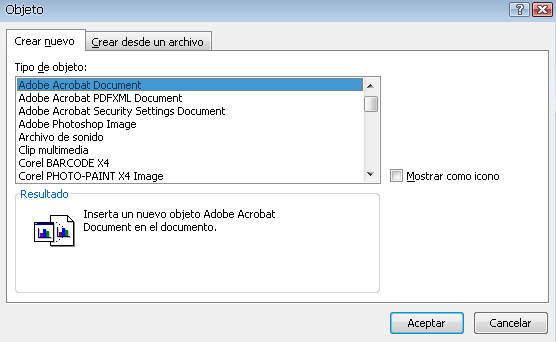 Objeto
Crear nuevo
Crear desde un archivo
Tipo de objeto:
Adobe Acrobat Document
Adobe Acrobat PDFXML Document
Adobe Acrobat Security Settings Document
Adobe Photoshop Image
Archivo de sonido
Clip multimedia
Corel BARCODE X4
Corel PHOTO-PAINT X4 Image
Mostrar como icono
Resultado
Inserta un nuevo objeto Adobe Acrobat
Document en el documento.
Aceptar
Cancelar